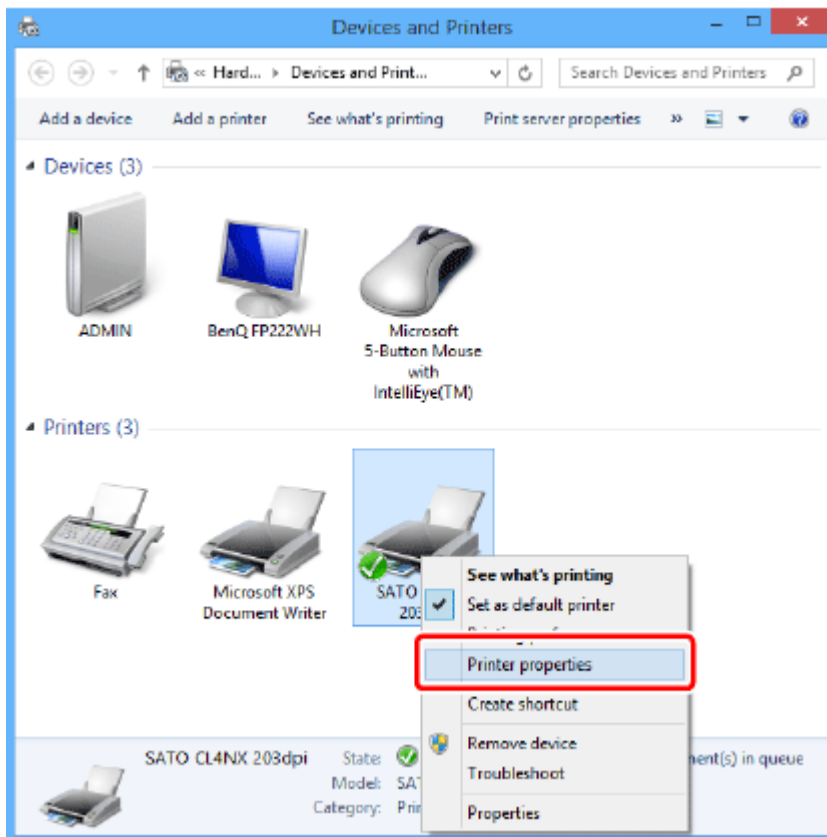 Devices and Printers
« Hard... Devices and Print...
Search Devices and Printers
Add a device
Add a printer
See what's printing
Print server properties
»
Devices (3)
ADMIN
BenQ FP222WH
Microsoft
5-Button Mouse
with
IntelliEye(TM)
Printers (3)
Fax
Microsoft XPS
Document Writer
SATO
See what's printing
Set as default printer
Printer properties
Create shortcut
Remove device
Troubleshoot
Properties
SATO CL4NX 203dpi
State:
in queue
Model:
Category: